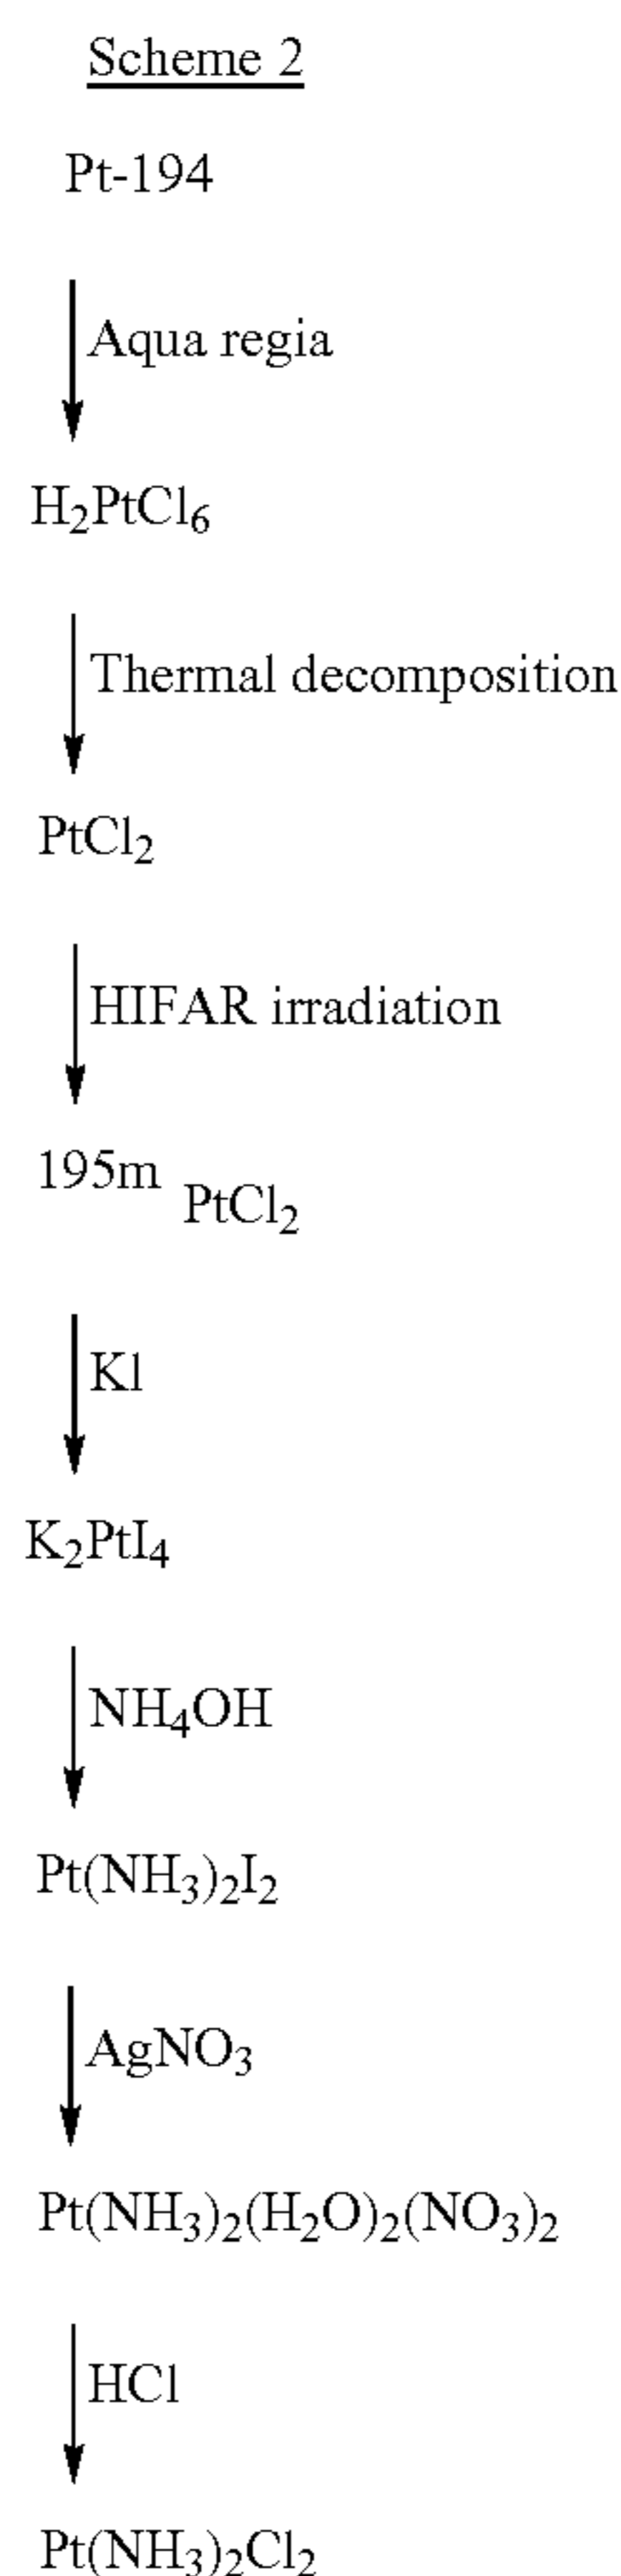 Scheme 2
Pt-194
Aqua regia
H₂PtCl₆
Thermal decomposition
PtCl₂
HIFAR irradiation
195m PtCl₂
Kl
K₂PtI₄
NH₄OH
Pt(NH₃)₂I₂
AgNO₃
Pt(NH₃)₂(H₂O)₂(NO₃)₂
HCl
Pt(NH₃)₂Cl₂